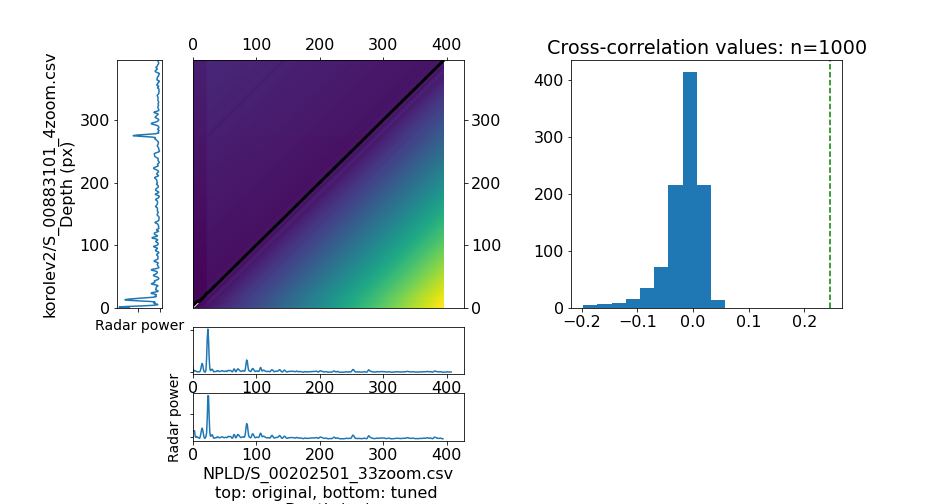 0 100 200 300 400
Cross-correlation values: n=1000
korolev2/S_00883101_4zoom.csv
Depth (px)
300
200
100
0
300
200
100
0
400
300
200
100
0
Radar power
−0.2 −0.1 0.0 0.1 0.2
0 100 200 300 400
Radar power
0 100 200 300 400
NPLD/S_00202501_33zoom.csv
top: original, bottom: tuned